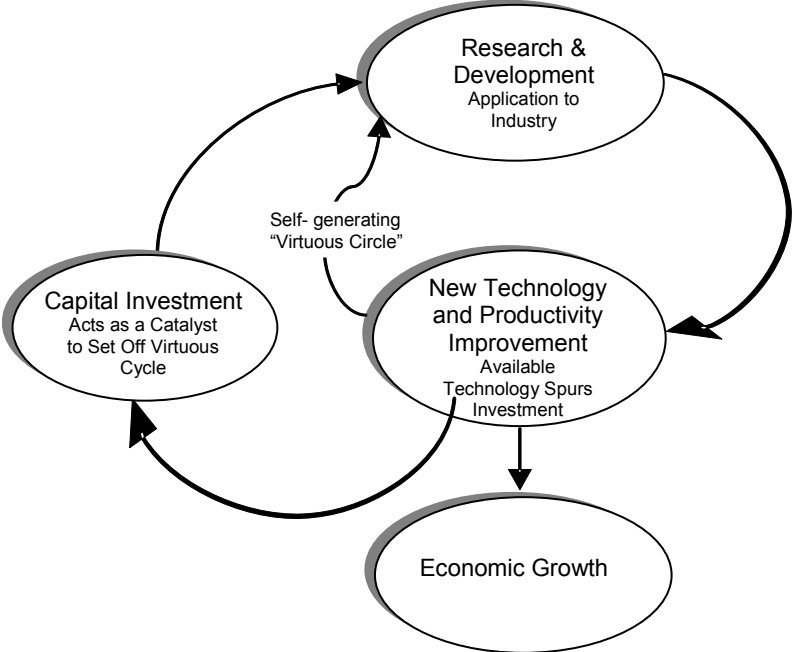 Research &
Development
Application to
Industry
Self- generating
“Virtuous Circle”
Capital Investment
Acts as a Catalyst
to Set Off Virtuous
Cycle
New Technology
and Productivity
Improvement
Available
Technology Spurs
Investment
Economic Growth